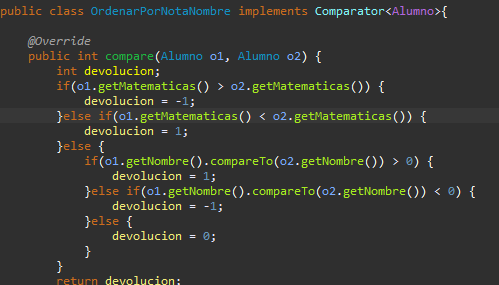 public class OrdenarPorNotaNombre implements Comparator<Alumno>{
@Override
public int compare(Alumno o1, Alumno o2) {
int devolucion;
if(o1.getMatematicas() > o2.getMatematicas()) {
devolucion = -1;
}else if(o1.getMatematicas() < o2.getMatematicas()) {
devolucion = 1;
}else {
if(o1.getNombre().compareTo(o2.getNombre()) > 0) {
devolucion = 1;
}else if(o1.getNombre().compareTo(o2.getNombre()) < 0) {
devolucion = -1;
}else {
devolucion = 0;
}
}
return devolucion;